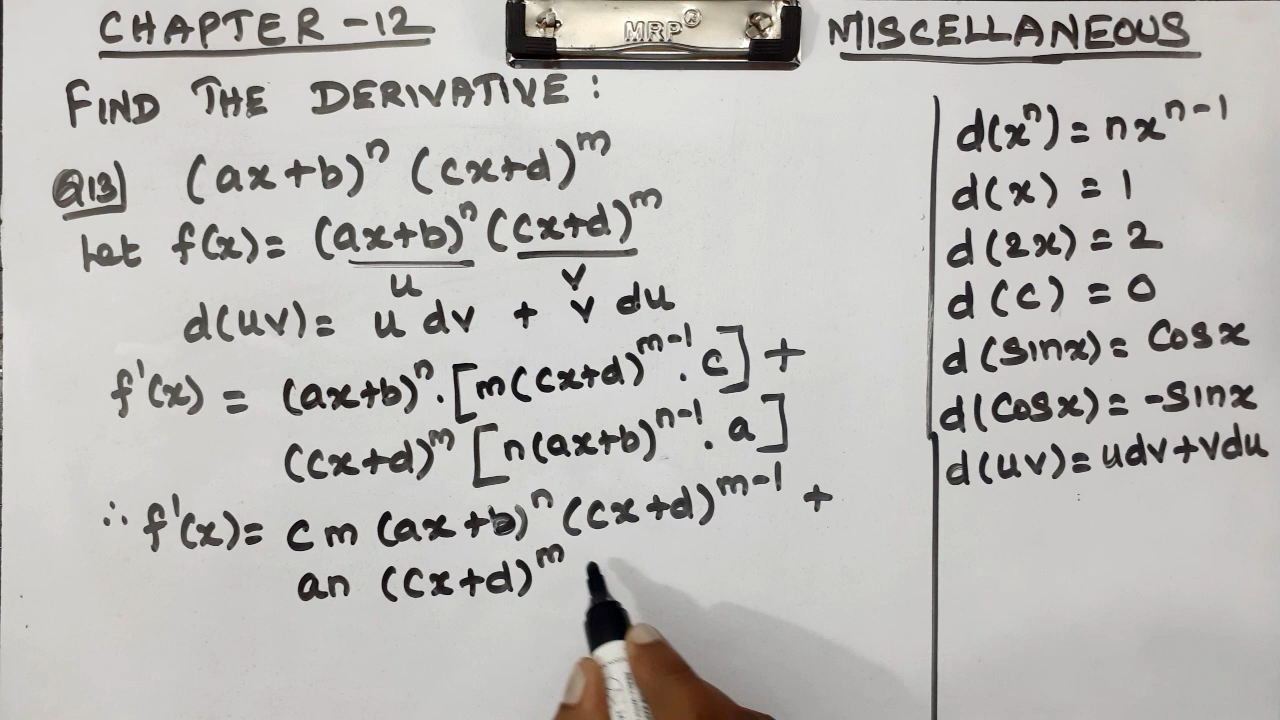 CHAPTER -12
MRP®
MISCELLANEOUS
FIND THE DERIVATIVE :
Q13) (ax+b)ⁿ (cx+d)ᵐ
Let f(x)= (ax+b)ⁿ (cx+d)ᵐ
u v
d(uv)= u dv + v du
f'(x) = (ax+b)ⁿ. [m(cx+d)ᵐ⁻¹. c] +
(cx+d)ᵐ [n(ax+b)ⁿ⁻¹. a]
∴ f'(x)= cm (ax+b)ⁿ (cx+d)ᵐ⁻¹ +
an (cx+d)ᵐ
d(xⁿ) = nxⁿ⁻¹
d(x) = 1
d(2x) = 2
d(c) = 0
d(sinx)= cosx
d(cosx)= -sinx
d(uv)= udv+vdu